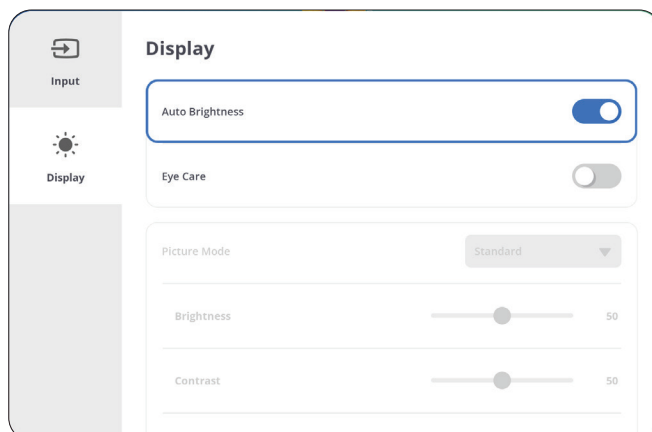 Display
Input
Auto Brightness
Display
Eye Care
Picture Mode Standard
Brightness 50
Contrast 50